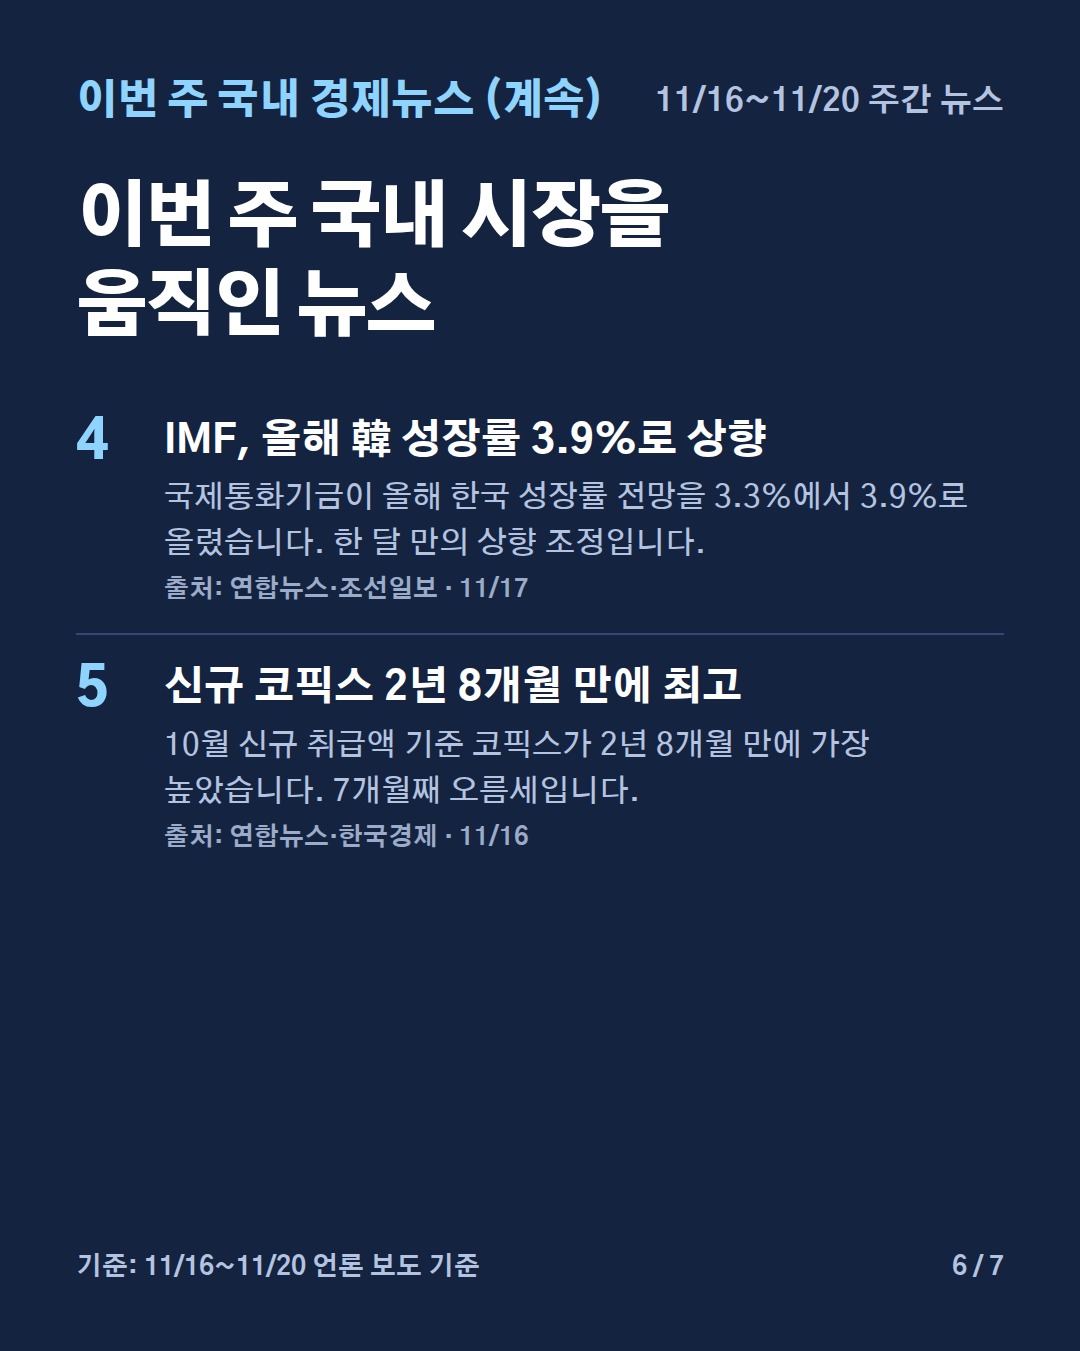 이번 주 국내 경제뉴스 (계속)
11/16~11/20 주간 뉴스
이번 주 국내 시장을
움직인 뉴스
4
IMF, 올해 韓 성장률 3.9%로 상향
국제통화기금이 올해 한국 성장률 전망을 3.3%에서 3.9%로
올렸습니다. 한 달 만의 상향 조정입니다.
출처: 연합뉴스·조선일보 · 11/17
5
신규 코픽스 2년 8개월 만에 최고
10월 신규 취급액 기준 코픽스가 2년 8개월 만에 가장
높았습니다. 7개월째 오름세입니다.
출처: 연합뉴스·한국경제 · 11/16
기준: 11/16~11/20 언론 보도 기준
6 / 7